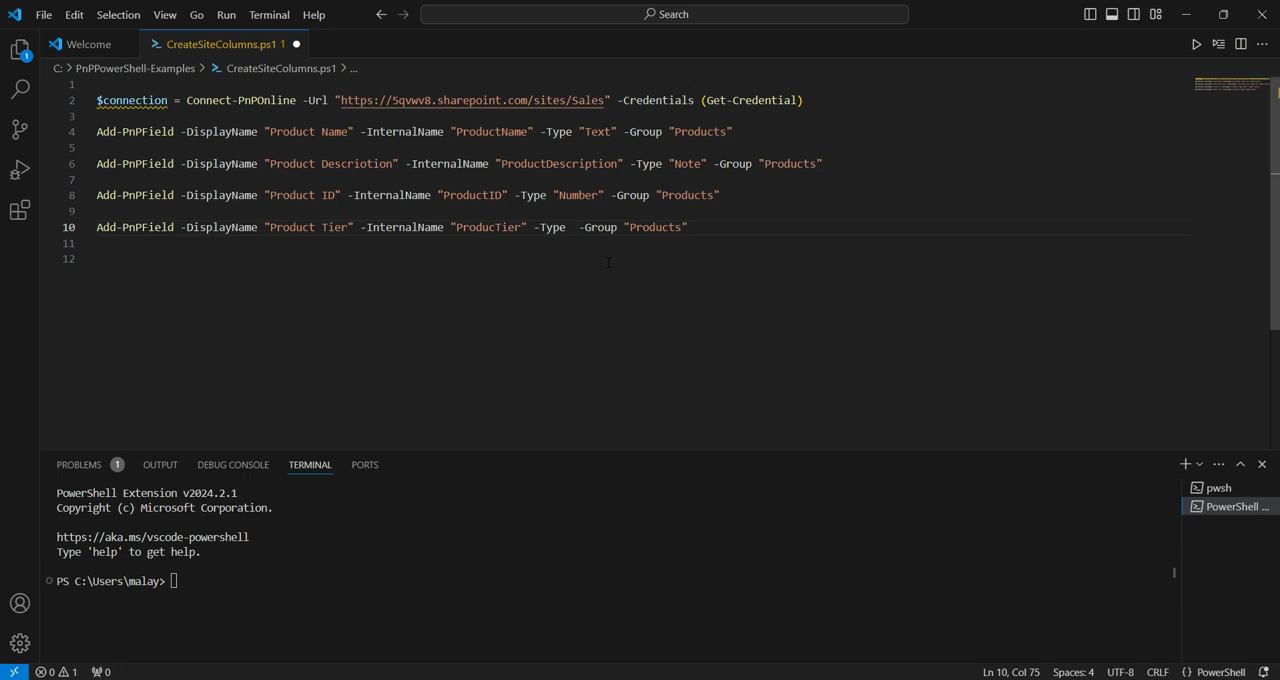 File Edit Selection View Go Run Terminal Help Search
Welcome CreateSiteColumns.ps1 1
C: > PnPPowerShell-Examples > CreateSiteColumns.ps1 > ...
1
2 $connection = Connect-PnPOnline -Url "https://5qvwv8.sharepoint.com/sites/Sales" -Credentials (Get-Credential)
3
4 Add-PnPField -DisplayName "Product Name" -InternalName "ProductName" -Type "Text" -Group "Products"
5
6 Add-PnPField -DisplayName "Product Descriotion" -InternalName "ProductDescription" -Type "Note" -Group "Products"
7
8 Add-PnPField -DisplayName "Product ID" -InternalName "ProductID" -Type "Number" -Group "Products"
9
10 Add-PnPField -DisplayName "Product Tier" -InternalName "ProducTier" -Type  -Group "Products"
11
12
PROBLEMS 1 OUTPUT DEBUG CONSOLE TERMINAL PORTS
PowerShell Extension v2024.2.1
Copyright (c) Microsoft Corporation.
https://aka.ms/vscode-powershell
Type 'help' to get help.
PS C:\Users\malay>
pwsh
PowerShell ...
1
0 1 0 Ln 10, Col 75 Spaces: 4 UTF-8 CRLF {} PowerShell